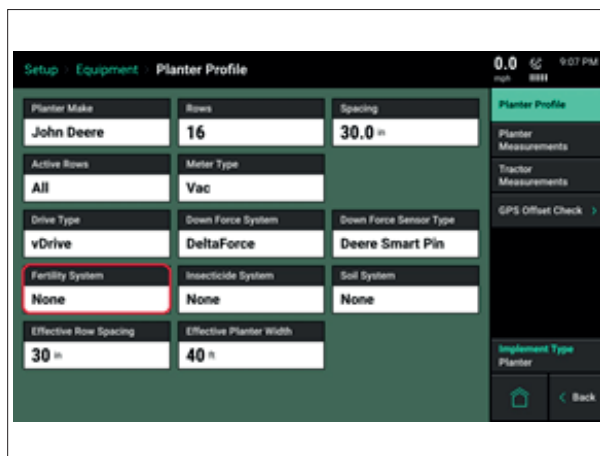 Setup Equipment Planter Profile
0.0 9:07 PM
mph
Planter Make Rows Spacing
John Deere 16 30.0 in
Active Rows Meter Type
All Vac
Drive Type Down Force System Down Force Sensor Type
vDrive DeltaForce Deere Smart Pin
Fertility System Insecticide System Soil System
None None None
Effective Row Spacing Effective Planter Width
30 in 40 ft
Planter Profile
Planter
Measurements
Tractor
Measurements
GPS Offset Check >
Implement Type
Planter
< Back